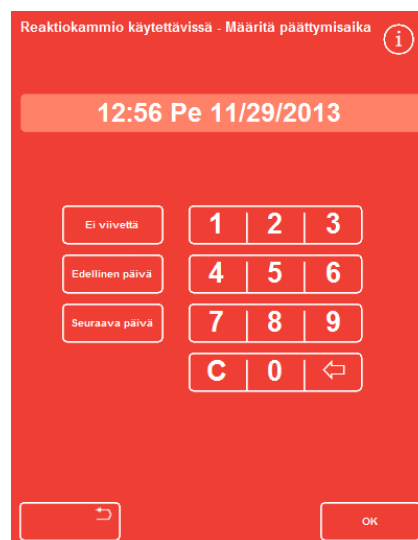 Reaktiokammio käytettävissä - Määritä päättymisaika
i
12:56 Pe 11/29/2013
Ei viivettä
1 2 3
Edellinen päivä
4 5 6
Seuraava päivä
7 8 9
C 0
OK